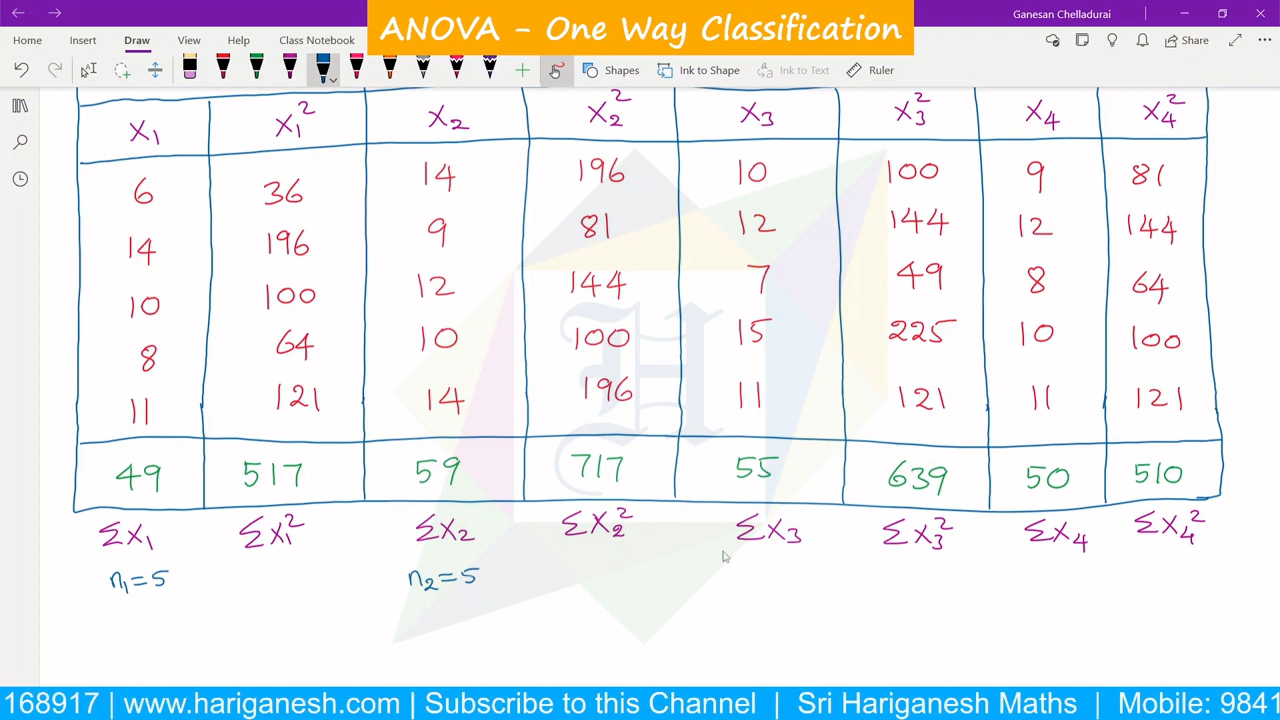 ANOVA - One Way Classification
Ganesan Chelladurai
Home Insert Draw View Help Class Notebook Share
Shapes Ink to Shape Ink to Text Ruler
X₁ X₁² X₂ X₂² X₃ X₃² X₄ X₄²
6 36 14 196 10 100 9 81
14 196 9 81 12 144 12 144
10 100 12 144 7 49 8 64
8 64 10 100 15 225 10 100
11 121 14 196 11 121 11 121
49 517 59 717 55 639 50 510
ΣX₁ ΣX₁² ΣX₂ ΣX₂² ΣX₃ ΣX₃² ΣX₄ ΣX₄²
n₁=5 n₂=5
168917 | www.hariganesh.com | Subscribe to this Channel | Sri Hariganesh Maths | Mobile: 9841